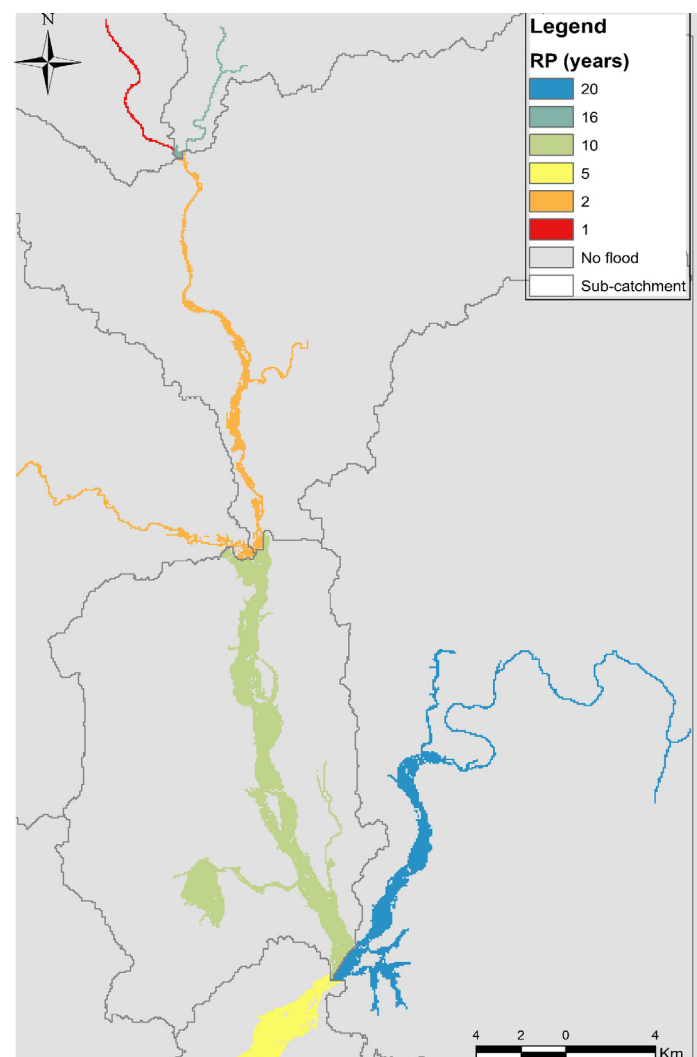 N
Legend
RP (years)
20
16
10
5
2
1
No flood
Sub-catchment
4 2 0 4
Km